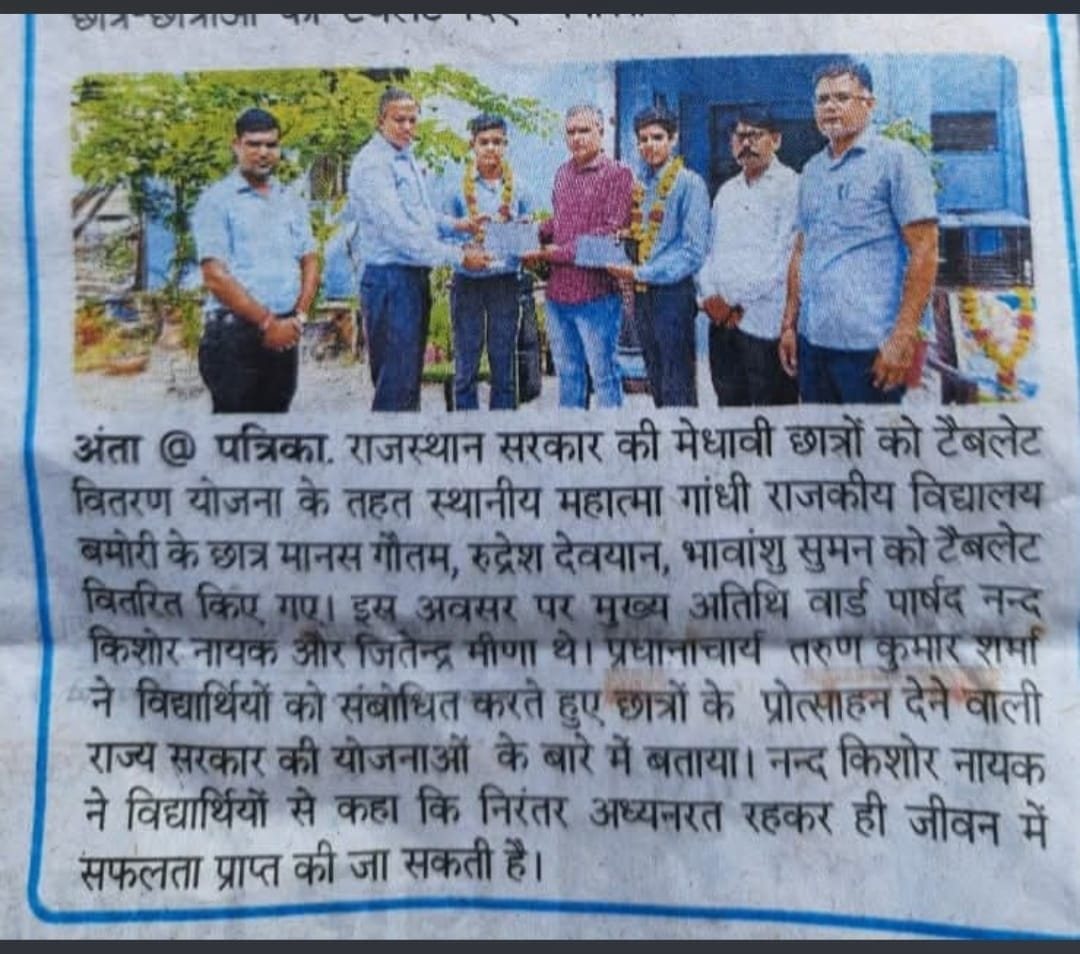 छात्र-छात्राओं को टैबलेट दिए
अंता @ पत्रिका. राजस्थान सरकार की मेधावी छात्रों को टैबलेट
वितरण योजना के तहत स्थानीय महात्मा गांधी राजकीय विद्यालय
बमोरी के छात्र मानस गौतम, रुद्रेश देवयान, भावांशु सुमन को टैबलेट
वितरित किए गए। इस अवसर पर मुख्य अतिथि वार्ड पार्षद नन्द
किशोर नायक और जितेन्द्र मीणा थे। प्रधानाचार्य तरुण कुमार शर्मा
ने विद्यार्थियों को संबोधित करते हुए छात्रों के प्रोत्साहन देने वाली
राज्य सरकार की योजनाओं के बारे में बताया। नन्द किशोर नायक
ने विद्यार्थियों से कहा कि निरंतर अध्यनरत रहकर ही जीवन में
सफलता प्राप्त की जा सकती है।